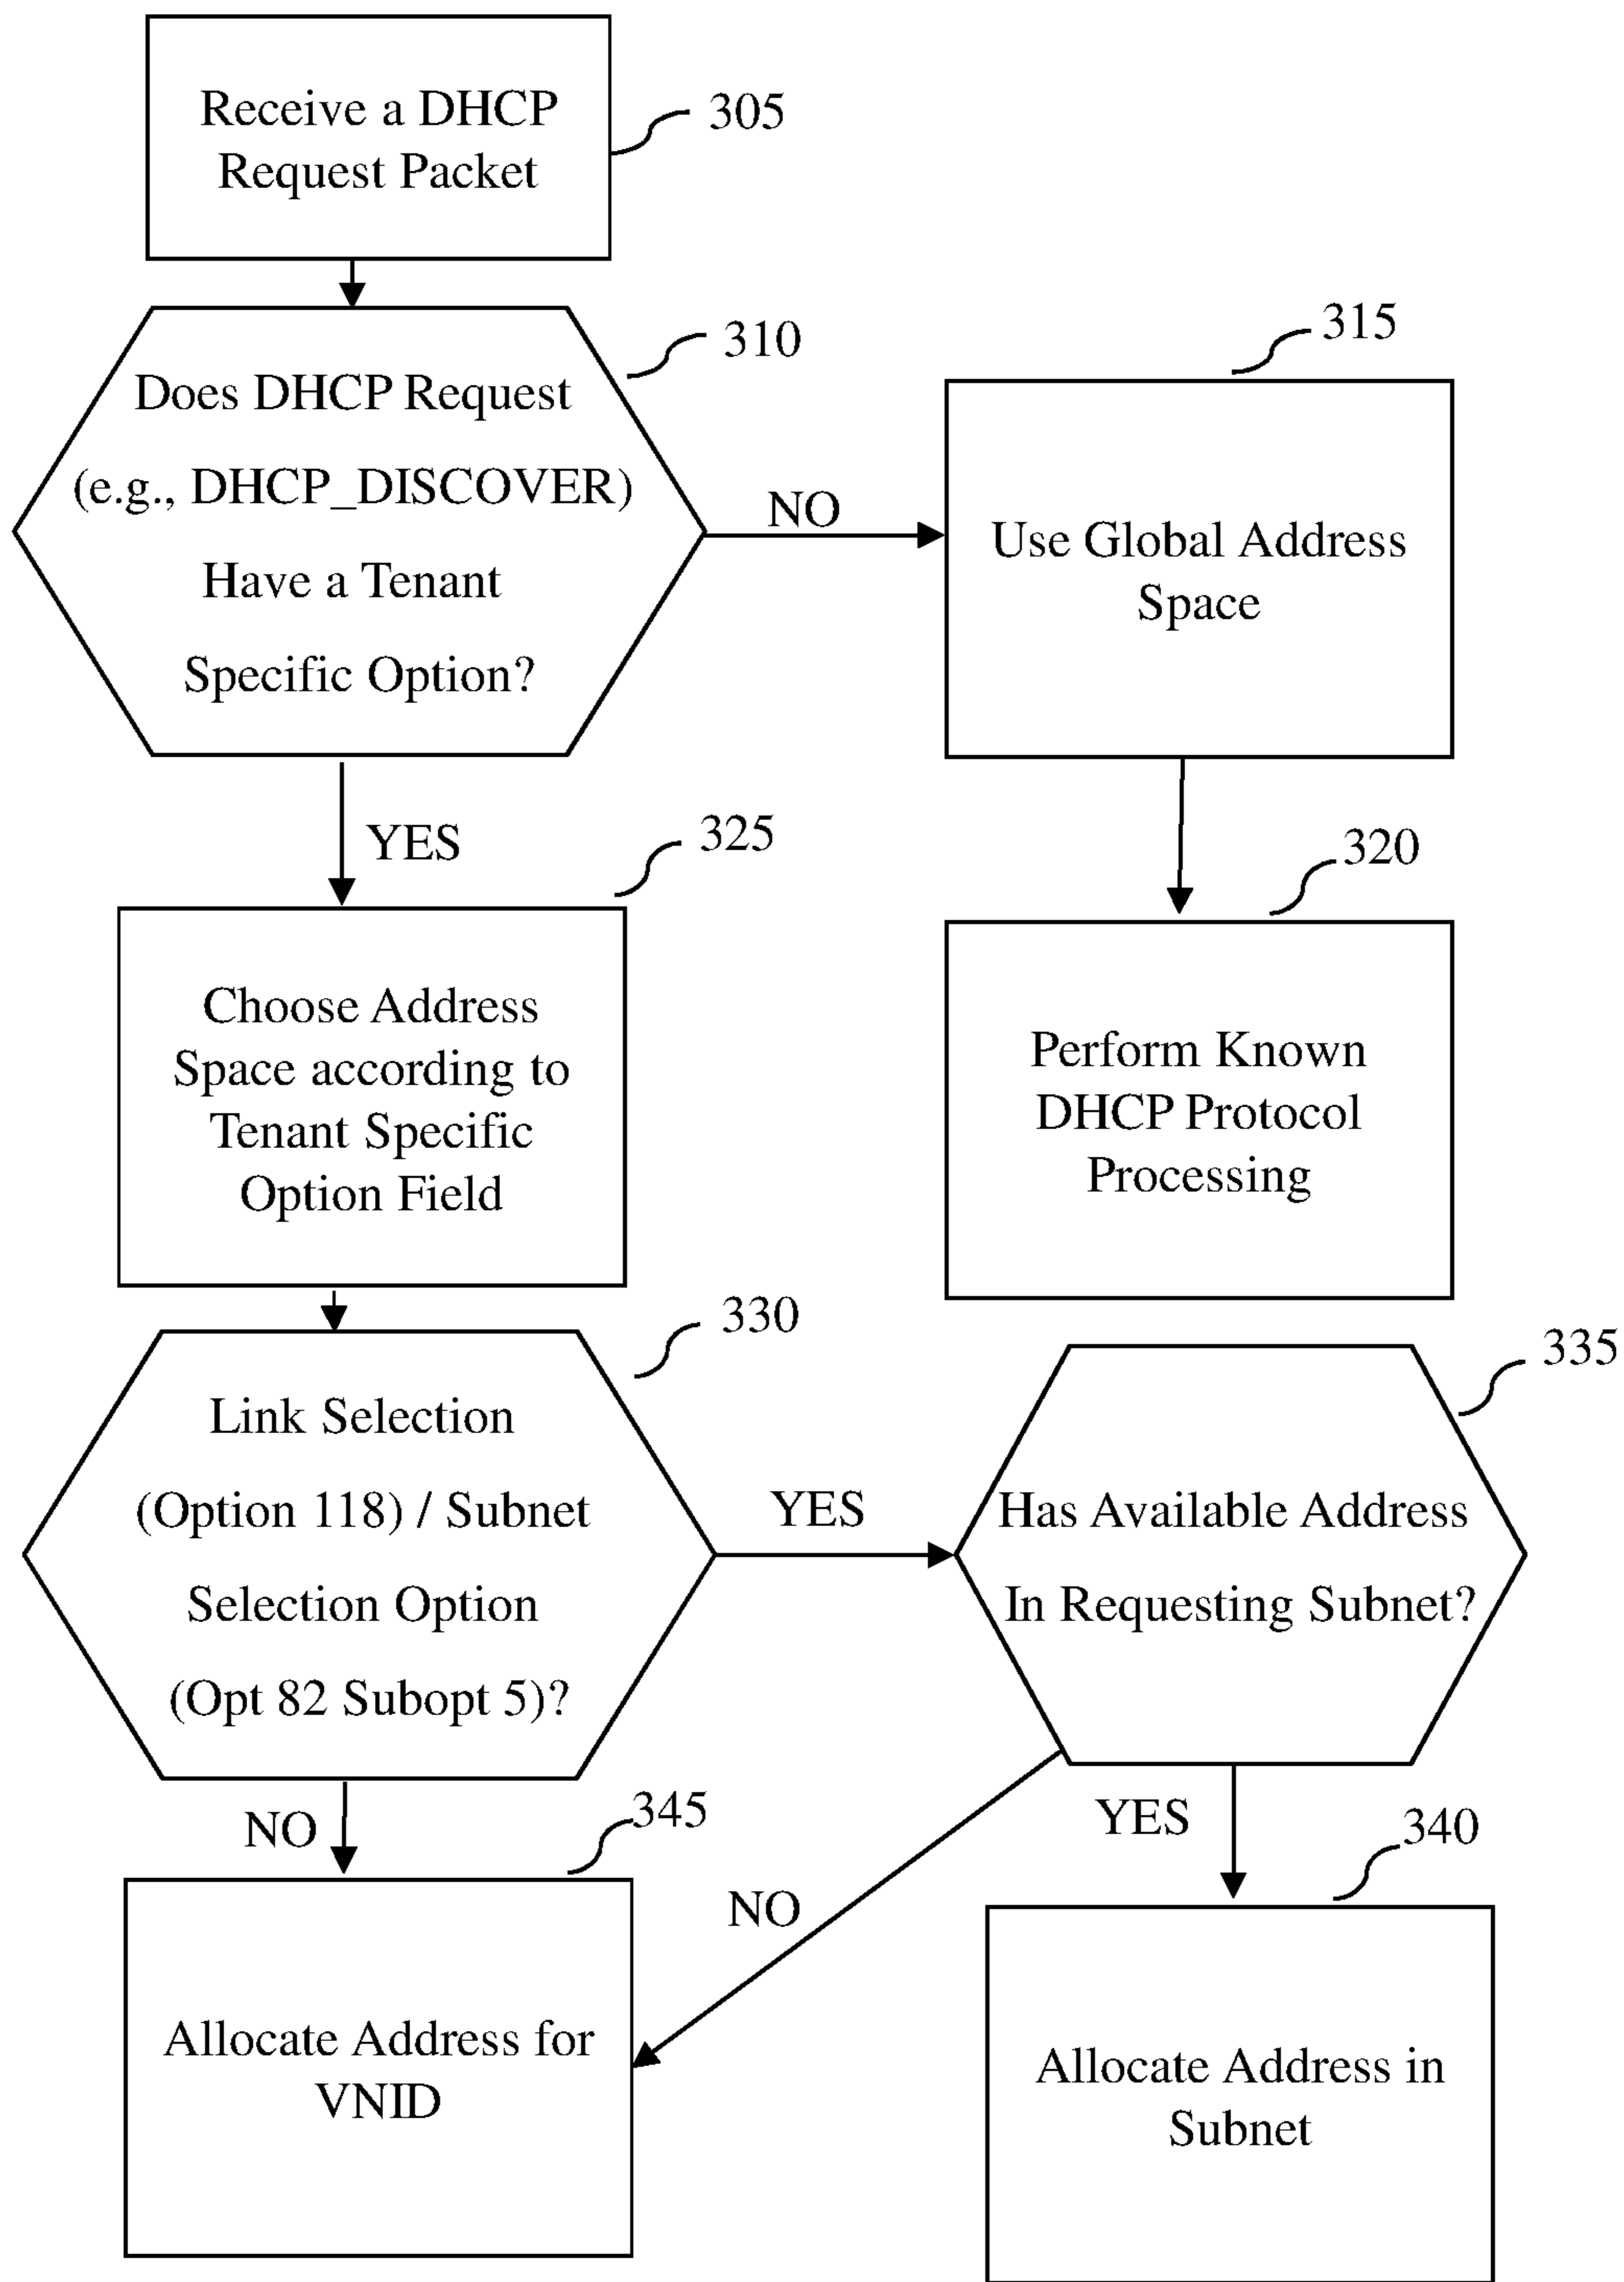 Receive a DHCP
Request Packet
305
Does DHCP Request
(e.g., DHCP_DISCOVER)
Have a Tenant
Specific Option?
310
NO
315
Use Global Address
Space
YES
325
320
Choose Address
Space according to
Tenant Specific
Option Field
Perform Known
DHCP Protocol
Processing
330
335
Link Selection
(Option 118) / Subnet
Selection Option
(Opt 82 Subopt 5)?
YES
Has Available Address
In Requesting Subnet?
NO
345
YES
340
NO
Allocate Address for
VNID
Allocate Address in
Subnet